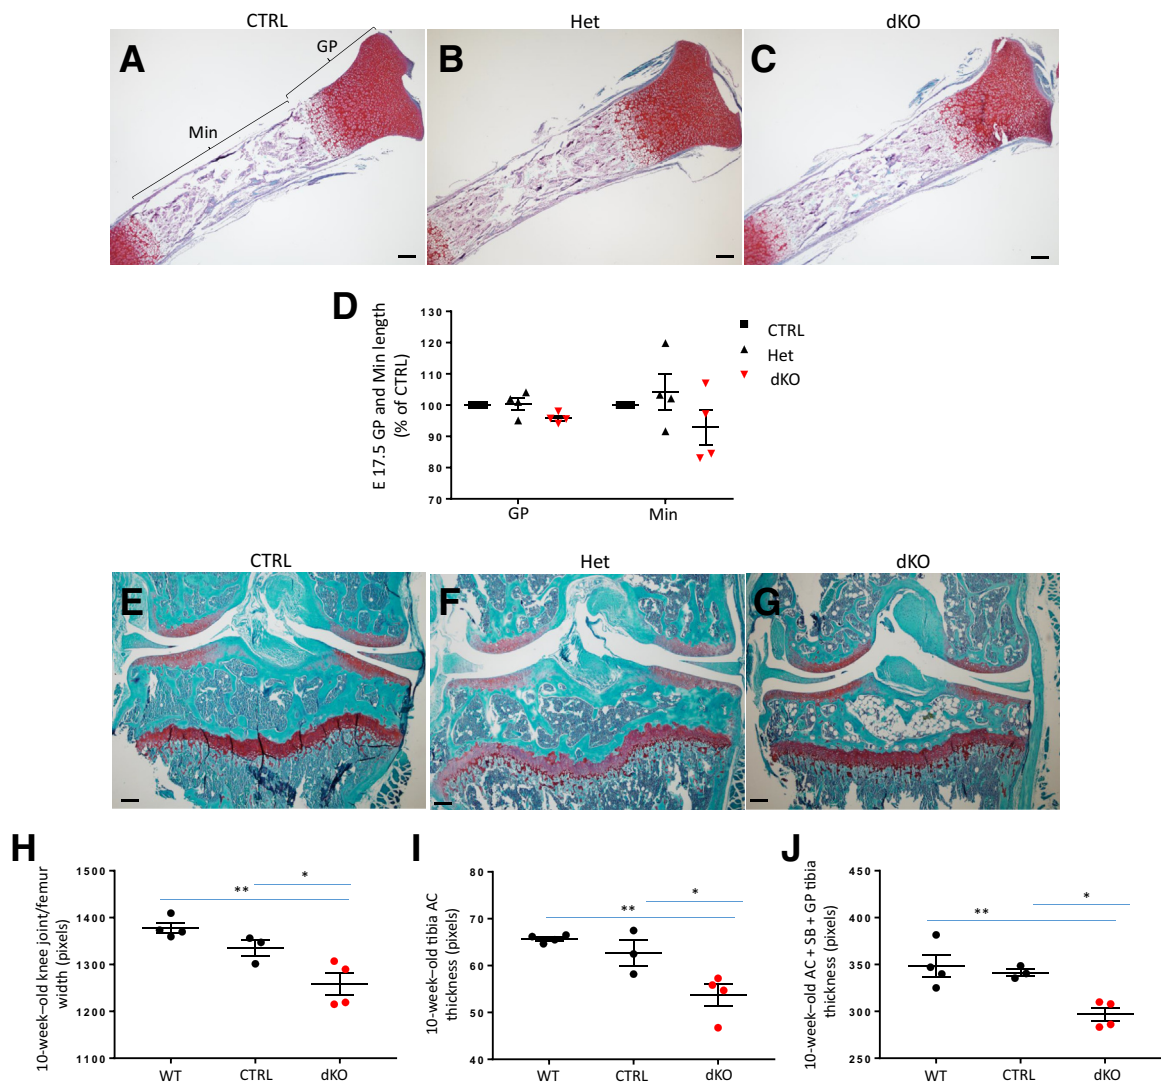 CTRL
Het
dKO
A
GP
Min
B
C
D
E 17.5 GP and Min length
(% of CTRL)
130
120
110
100
90
80
70
GP
Min
CTRL
Het
dKO
CTRL
Het
dKO
E
F
G
H
10-week–old knee joint/femur
width (pixels)
1500
1400
1300
1200
1100
**
*
WT
CTRL
dKO
I
10-week–old tibia AC
thickness (pixels)
80
70
60
50
40
**
*
WT
CTRL
dKO
J
10-week–old AC + SB + GP tibia
thickness (pixels)
450
400
350
300
250
**
*
WT
CTRL
dKO